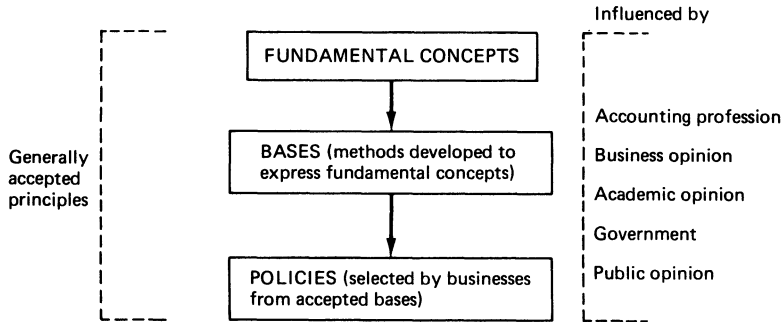 Influenced by
FUNDAMENTAL CONCEPTS
Generally
accepted
principles
BASES (methods developed to
express fundamental concepts)
POLICIES (selected by businesses
from accepted bases)
Accounting profession
Business opinion
Academic opinion
Government
Public opinion